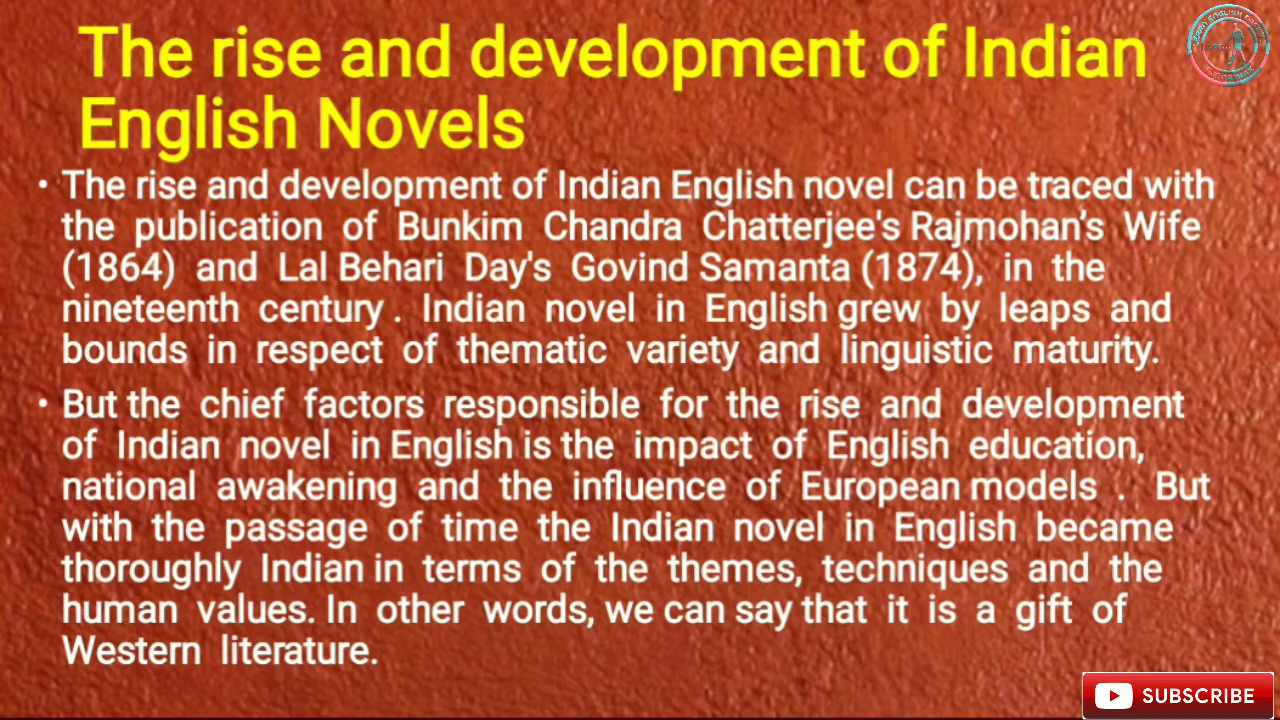 The rise and development of Indian
English Novels
• The rise and development of Indian English novel can be traced with
the publication of Bunkim Chandra Chatterjee's Rajmohan’s Wife
(1864) and Lal Behari Day's Govind Samanta (1874), in the
nineteenth century . Indian novel in English grew by leaps and
bounds in respect of thematic variety and linguistic maturity.
• But the chief factors responsible for the rise and development
of Indian novel in English is the impact of English education,
national awakening and the influence of European models . But
with the passage of time the Indian novel in English became
thoroughly Indian in terms of the themes, techniques and the
human values. In other words, we can say that it is a gift of
Western literature.
SUBSCRIBE